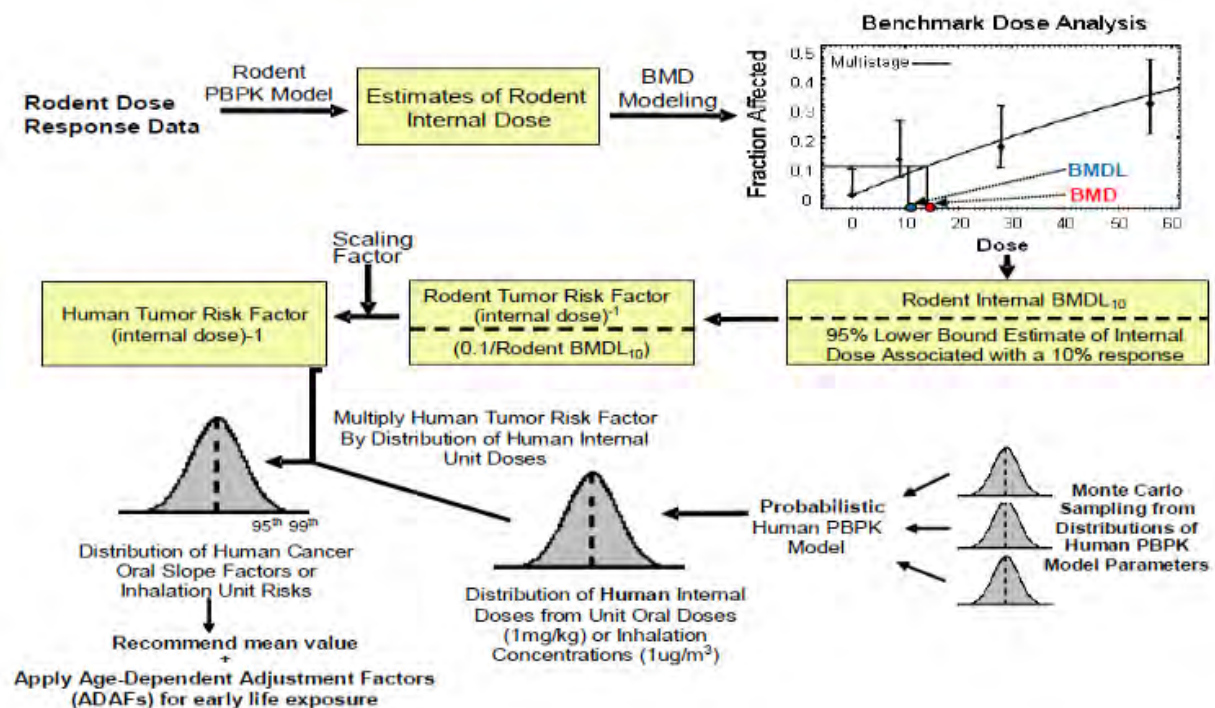 Benchmark Dose Analysis
Rodent Dose
Response Data
Rodent
PBPK Model
Estimates of Rodent
Internal Dose
BMD
Modeling
Fraction Affected
0.5
0.4
0.3
0.2
0.1
0
Multistage
BMDL
BMD
0 10 20 30 40 50 60
Dose
Scaling
Factor
Human Tumor Risk Factor
(internal dose)-1
Rodent Tumor Risk Factor
(internal dose)-1
(0.1/Rodent BMDL10)
Rodent Internal BMDL10
95% Lower Bound Estimate of Internal
Dose Associated with a 10% response
Multiply Human Tumor Risk Factor
By Distribution of Human Internal
Unit Doses
95th 99th
Distribution of Human Cancer
Oral Slope Factors or
Inhalation Unit Risks
Recommend mean value
+
Apply Age-Dependent Adjustment Factors
(ADAFs) for early life exposure
Distribution of Human Internal
Doses from Unit Oral Doses
(1mg/kg) or Inhalation
Concentrations (1ug/m3)
Probabilistic
Human PBPK
Model
Monte Carlo
Sampling from
Distributions of
Human PBPK
Model Parameters